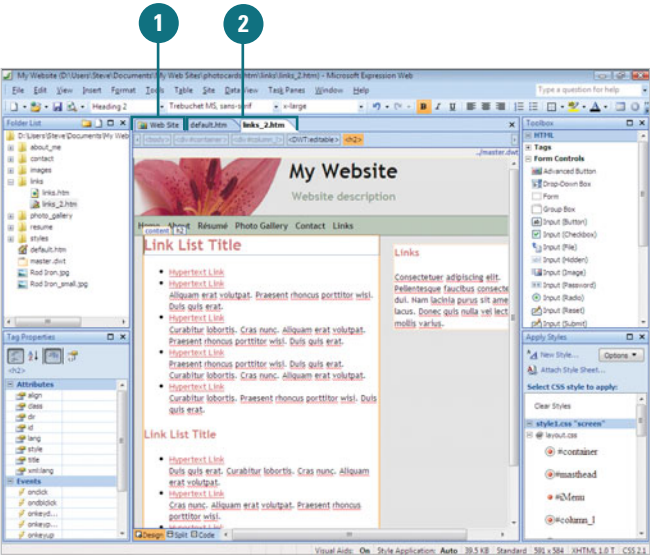 1
2
My Website (D:\Users\Steve\Documents\My Web Sites\photocards.htm\links\links_2.htm) - Microsoft Expression Web
File Edit View Insert Format Tools Table Site Data View Task Panes Window Help
Type a question for help
Heading 2
Trebuchet MS, sans-serif
x-large
B I U
Folder List
D:\Users\Steve\Documents\My Web
about_me
contact
images
links
links.htm
links_2.htm
photo_gallery
resume
styles
default.htm
master.dwt
Rod Iron.jpg
Rod Iron_small.jpg
Tag Properties
<h2>
Attributes
align
class
dir
id
lang
style
title
xml:lang
Events
onclick
ondblclick
onkeyd...
onkeyp...
onkeyup
Web Site
default.htm
links_2.htm
<body>
<div#container>
<DWT:editable>
<h2>
../master.dwt
My Website
Website description
Home About Résumé Photo Gallery Contact Links
content h2
Link List Title
Hypertext Link
Hypertext Link
Aliquam erat volutpat. Praesent rhoncus porttitor wisi.
Duis quis erat.
Hypertext Link
Curabitur lobortis. Cras nunc. Aliquam erat volutpat.
Praesent rhoncus porttitor wisi. Duis quis erat.
Hypertext Link
Praesent rhoncus porttitor wisi. Duis quis erat.
Curabitur lobortis. Cras nunc. Aliquam erat volutpat.
Hypertext Link
Curabitur lobortis. Praesent rhoncus porttitor wisi. Duis
quis erat.
Link List Title
Hypertext Link
Duis quis erat. Curabitur lobortis. Cras nunc. Aliquam
erat volutpat.
Hypertext Link
Cras nunc. Aliquam erat volutpat. Praesent rhoncus
porttitor wisi.
Hypertext Link
Links
Consectetuer adipiscing elit.
Pellentesque faucibus consecte
dui. Nam lacinia purus sit ame
lacus. Donec quis nulla vel lect
mollis varius.
Design Split Code
Toolbox
HTML
Tags
Form Controls
Advanced Button
Drop-Down Box
Form
Group Box
Input (Button)
Input (Checkbox)
Input (File)
Input (Hidden)
Input (Image)
Input (Password)
Input (Radio)
Input (Reset)
Input (Submit)
Apply Styles
New Style...
Options
Attach Style Sheet...
Select CSS style to apply:
Clear Styles
style1.css "screen"
@ layout.css
#container
#masthead
#iMenu
#column_l
Visual Aids: On Style Application: Auto 39.5 KB Standard 591 x 584 XHTML 1.0 T CSS 2.1